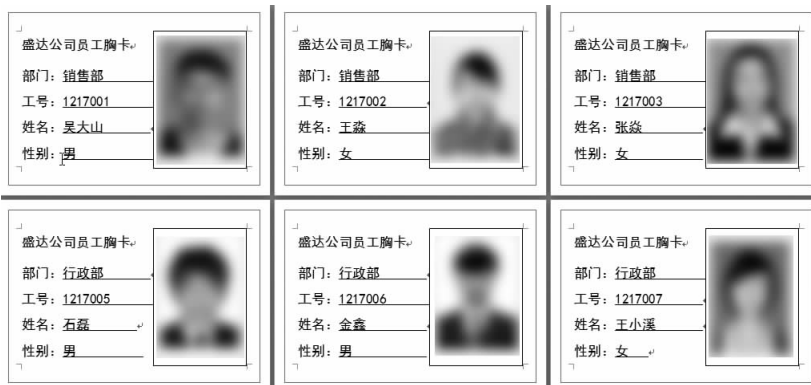 盛达公司员工胸卡
部门：销售部
工号：1217001
姓名：吴大山
性别：男
盛达公司员工胸卡
部门：销售部
工号：1217002
姓名：王淼
性别：女
盛达公司员工胸卡
部门：销售部
工号：1217003
姓名：张焱
性别：女
盛达公司员工胸卡
部门：行政部
工号：1217005
姓名：石磊
性别：男
盛达公司员工胸卡
部门：行政部
工号：1217006
姓名：金鑫
性别：男
盛达公司员工胸卡
部门：行政部
工号：1217007
姓名：王小溪
性别：女